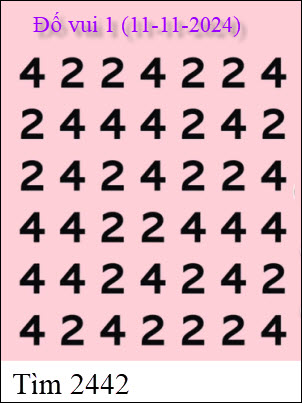 Đố vui 1 (11-11-2024)
4 2 2 4 2 2 4
2 4 4 4 2 4 2
2 4 2 4 2 2 4
4 4 2 2 4 4 4
4 4 2 4 2 4 2
4 2 4 2 2 2 4
Tìm 2442